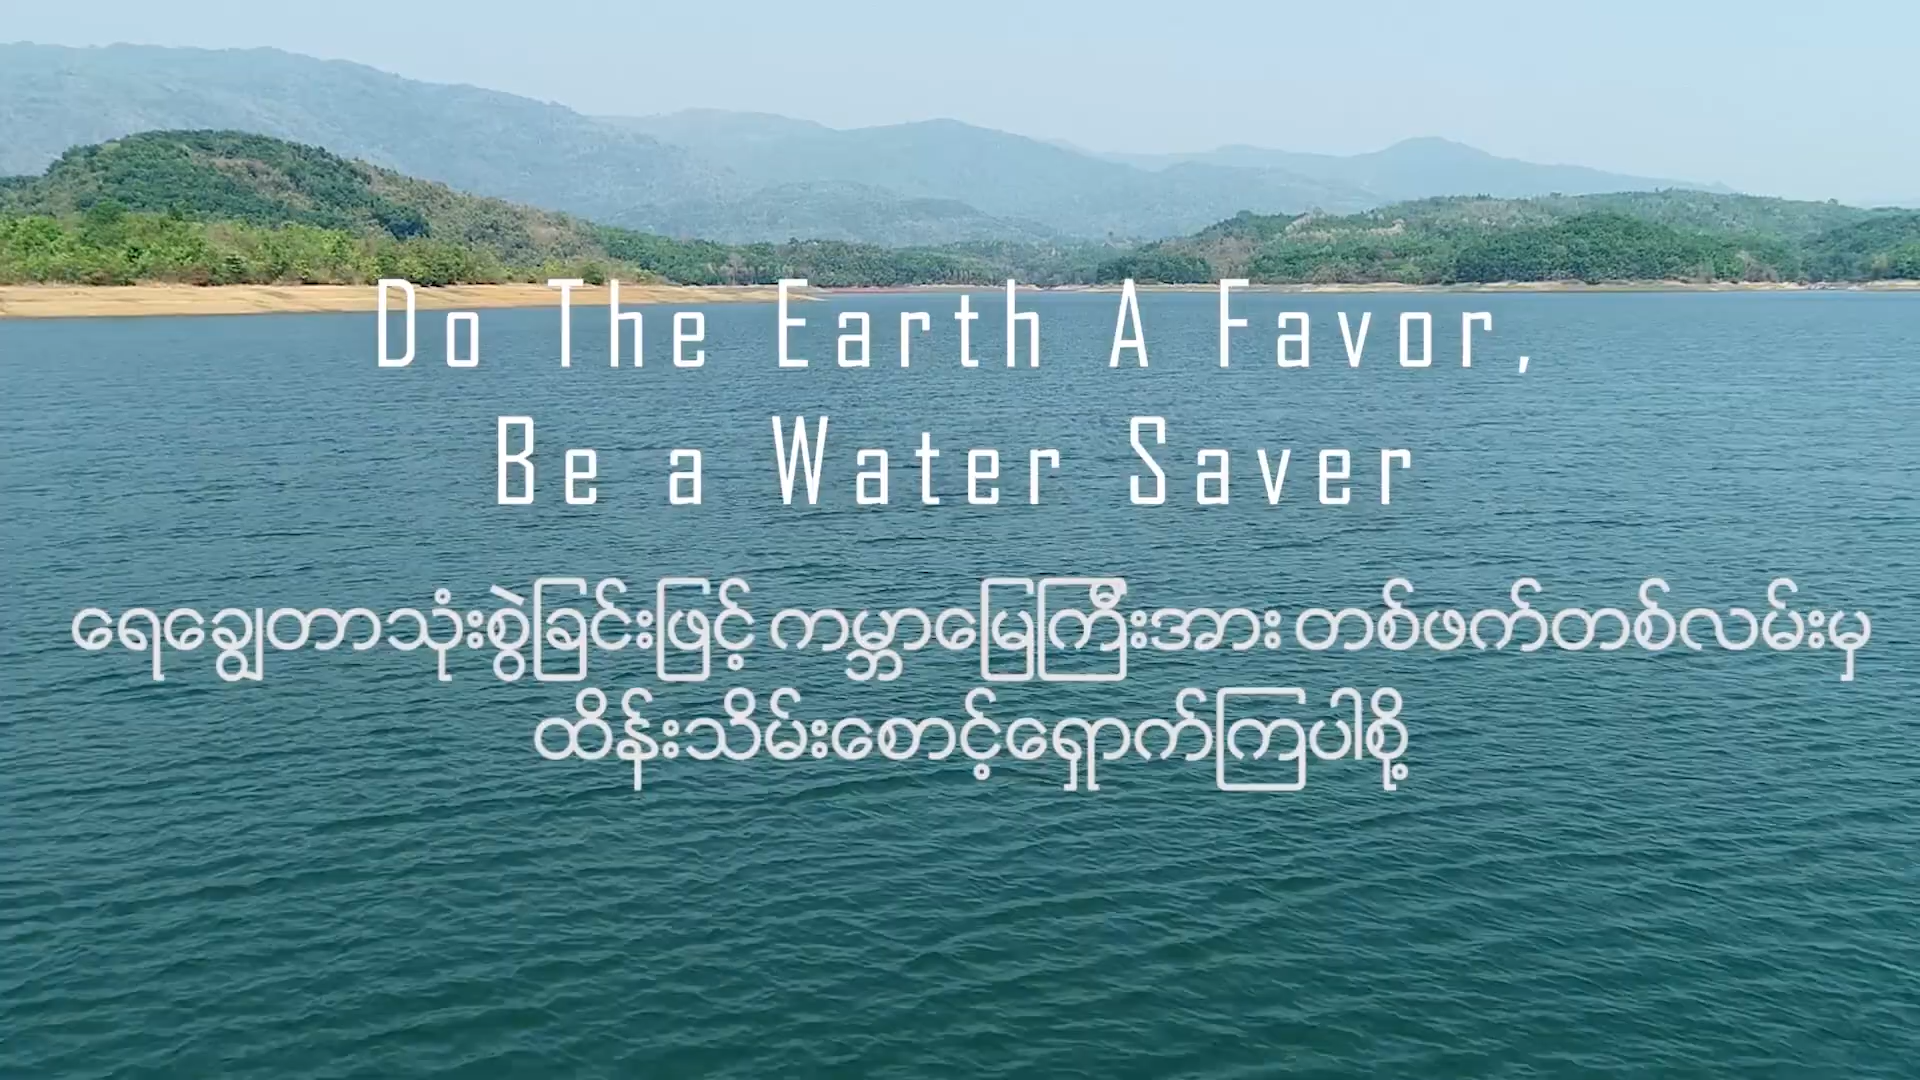 Do The Earth A Favor,
Be a Water Saver
ရေချွေတာသုံးစွဲခြင်းဖြင့် ကမ္ဘာမြေကြီးအား တစ်ဖက်တစ်လမ်းမှ
ထိန်းသိမ်းစောင့်ရှောက်ကြပါစို့